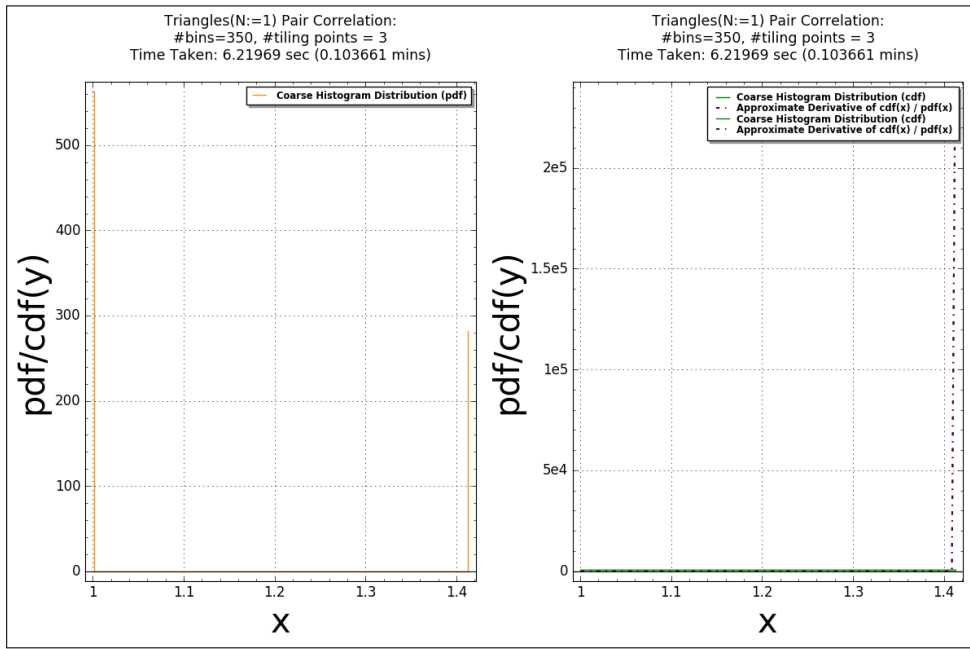 Triangles(N:=1) Pair Correlation:
#bins=350, #tiling points = 3
Time Taken: 6.21969 sec (0.103661 mins)
Coarse Histogram Distribution (pdf)
500
400
300
200
100
0
1
1.1
1.2
1.3
1.4
pdf/cdf(y)
x
Triangles(N:=1) Pair Correlation:
#bins=350, #tiling points = 3
Time Taken: 6.21969 sec (0.103661 mins)
Coarse Histogram Distribution (cdf)
Approximate Derivative of cdf(x) / pdf(x)
Coarse Histogram Distribution (cdf)
Approximate Derivative of cdf(x) / pdf(x)
2e5
1.5e5
1e5
5e4
0
1
1.1
1.2
1.3
1.4
pdf/cdf(y)
x